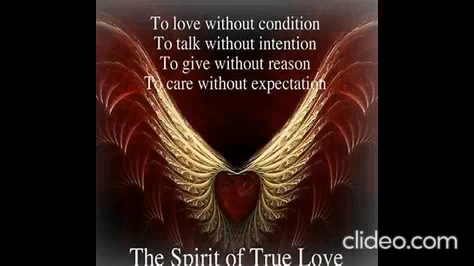 To love without condition
To talk without intention
To give without reason
To care without expectation
The Spirit of True Love
clideo.com